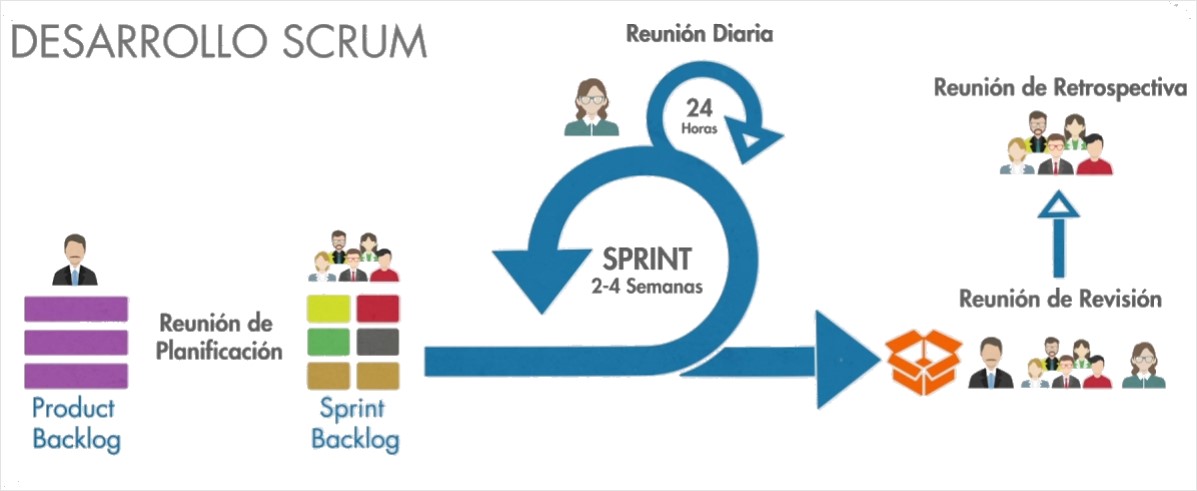 DESARROLLO SCRUM
Reunión Diaria
24
Horas
Reunión de Retrospectiva
SPRINT
2-4 Semanas
Reunión de Revisión
Reunión de
Planificación
Product
Backlog
Sprint
Backlog